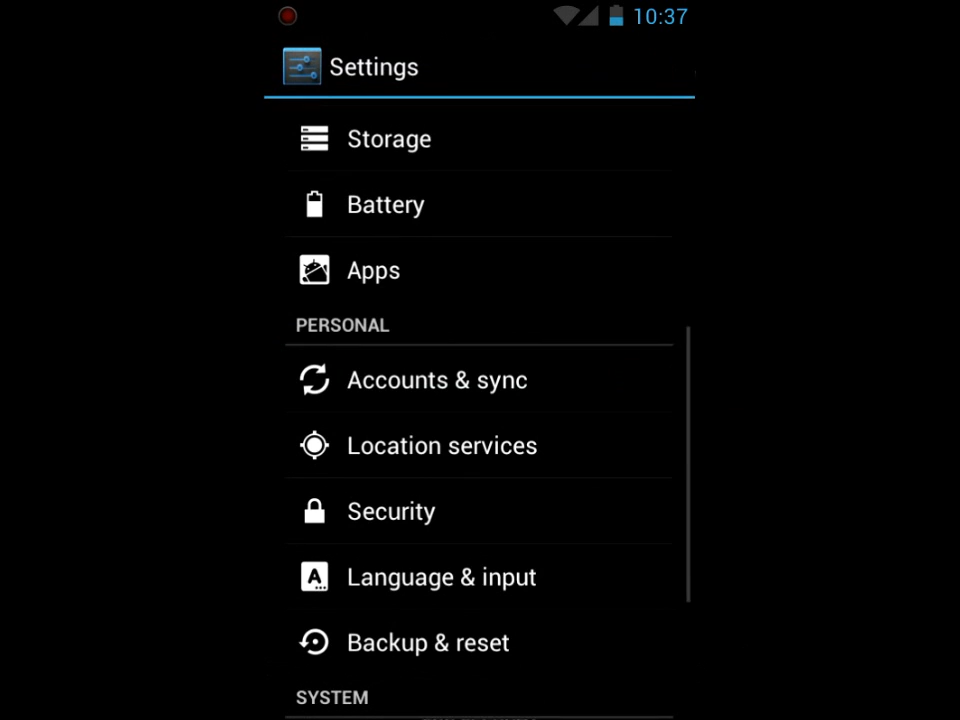 10:37
Settings
Storage
Battery
Apps
PERSONAL
Accounts & sync
Location services
Security
Language & input
Backup & reset
SYSTEM